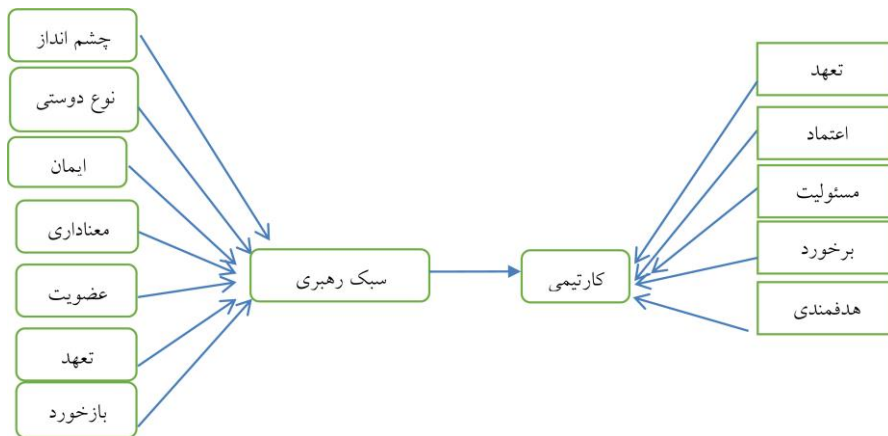 چشم انداز
نوع دوستی
ایمان
معناداری
عضویت
تعهد
بازخورد
سبک رهبری
کارتیمی
تعهد
اعتماد
مسئولیت
برخورد
هدفمندی